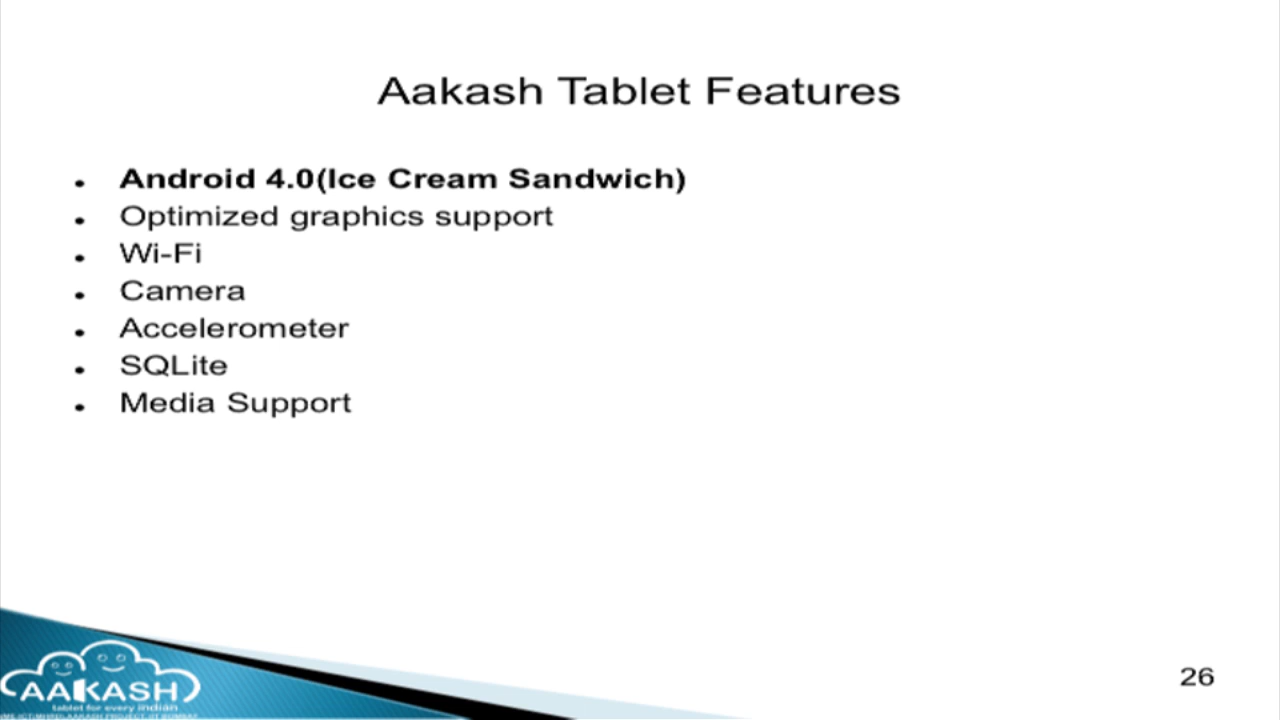 Aakash Tablet Features
• Android 4.0(Ice Cream Sandwich)
• Optimized graphics support
• Wi-Fi
• Camera
• Accelerometer
• SQLite
• Media Support
26
AAKASH
tablet for every indian